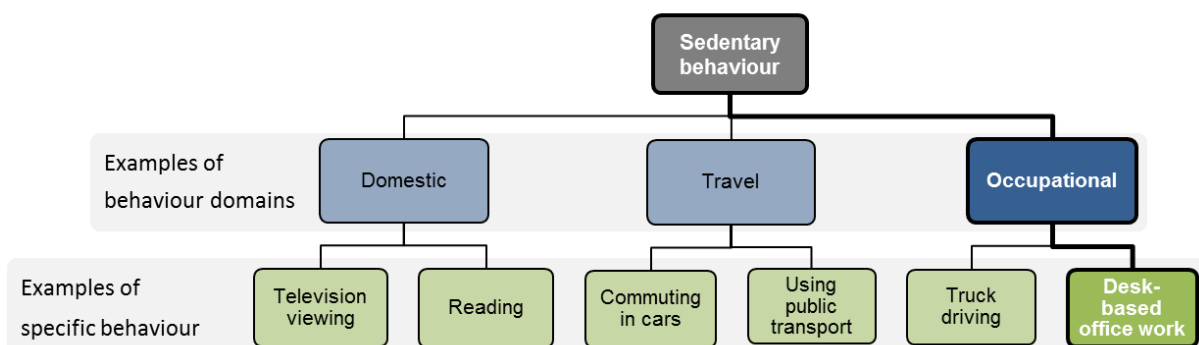 Sedentary
behaviour
Examples of
behaviour domains
Domestic
Travel
Occupational
Examples of
specific behaviour
Television
viewing
Reading
Commuting
in cars
Using
public
transport
Truck
driving
Desk-
based
office work